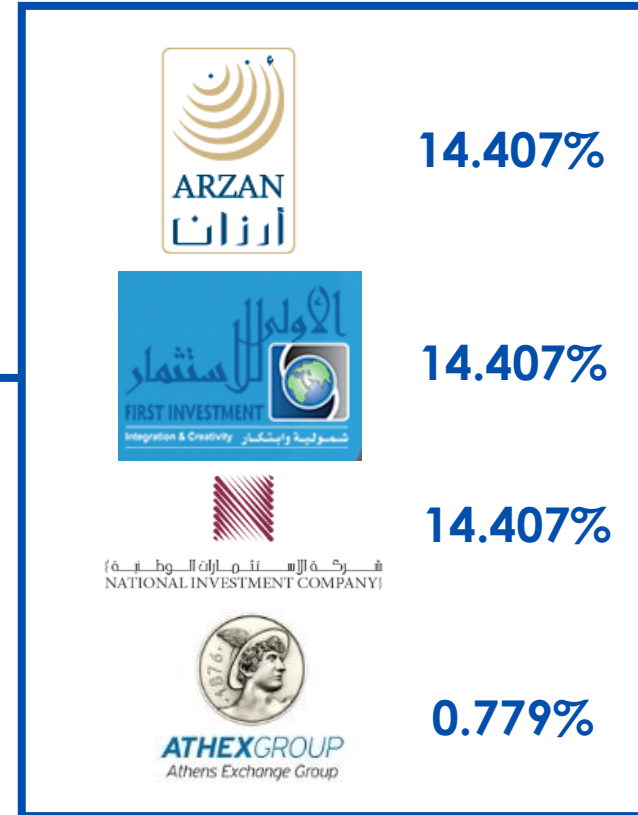 أرزان
ARZAN
أرزان
14.407%
الأولى للإستثمار
FIRST INVESTMENT
Integration & Creativity شمولية وابتكار
14.407%
شركة الاستثمارات الوطنية
NATIONAL INVESTMENT COMPANY
14.407%
1876
ATHEXGROUP
Athens Exchange Group
0.779%